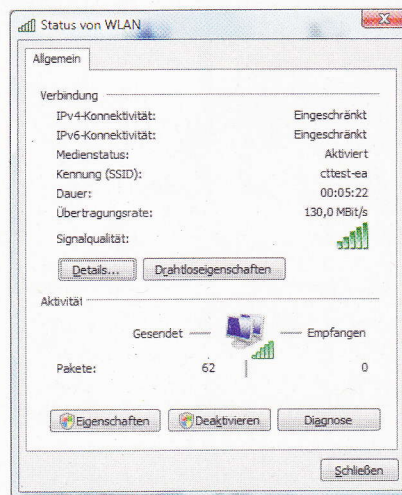 Status von WLAN
Allgemein
Verbindung
IPv4-Konnektivität: Eingeschränkt
IPv6-Konnektivität: Eingeschränkt
Medienstatus: Aktiviert
Kennung (SSID): cttest-ea
Dauer: 00:05:22
Übertragungsrate: 130,0 MBit/s
Signalqualität:
Details... Drahtloseigenschaften
Aktivität
Gesendet Empfangen
Pakete: 62 0
Eigenschaften Deaktivieren Diagnose
Schließen